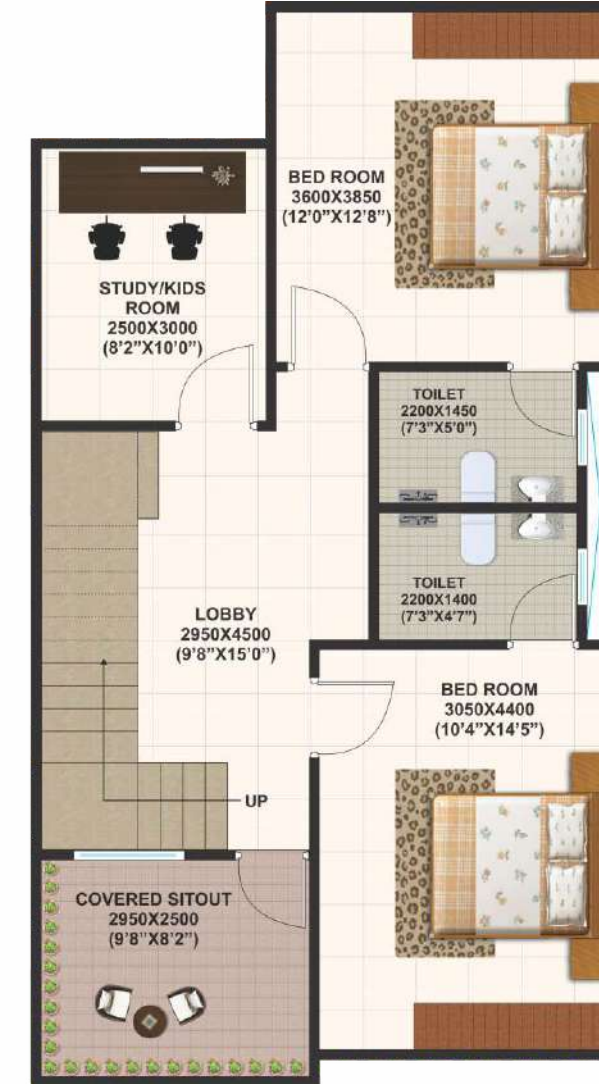 BED ROOM
3600X3850
(12'0"X12'8")
STUDY/KIDS
ROOM
2500X3000
(8'2"X10'0")
TOILET
2200X1450
(7'3"X5'0")
TOILET
2200X1400
(7'3"X4'7")
LOBBY
2950X4500
(9'8"X15'0")
BED ROOM
3050X4400
(10'4"X14'5")
UP
COVERED SITOUT
2950X2500
(9'8"X8'2")